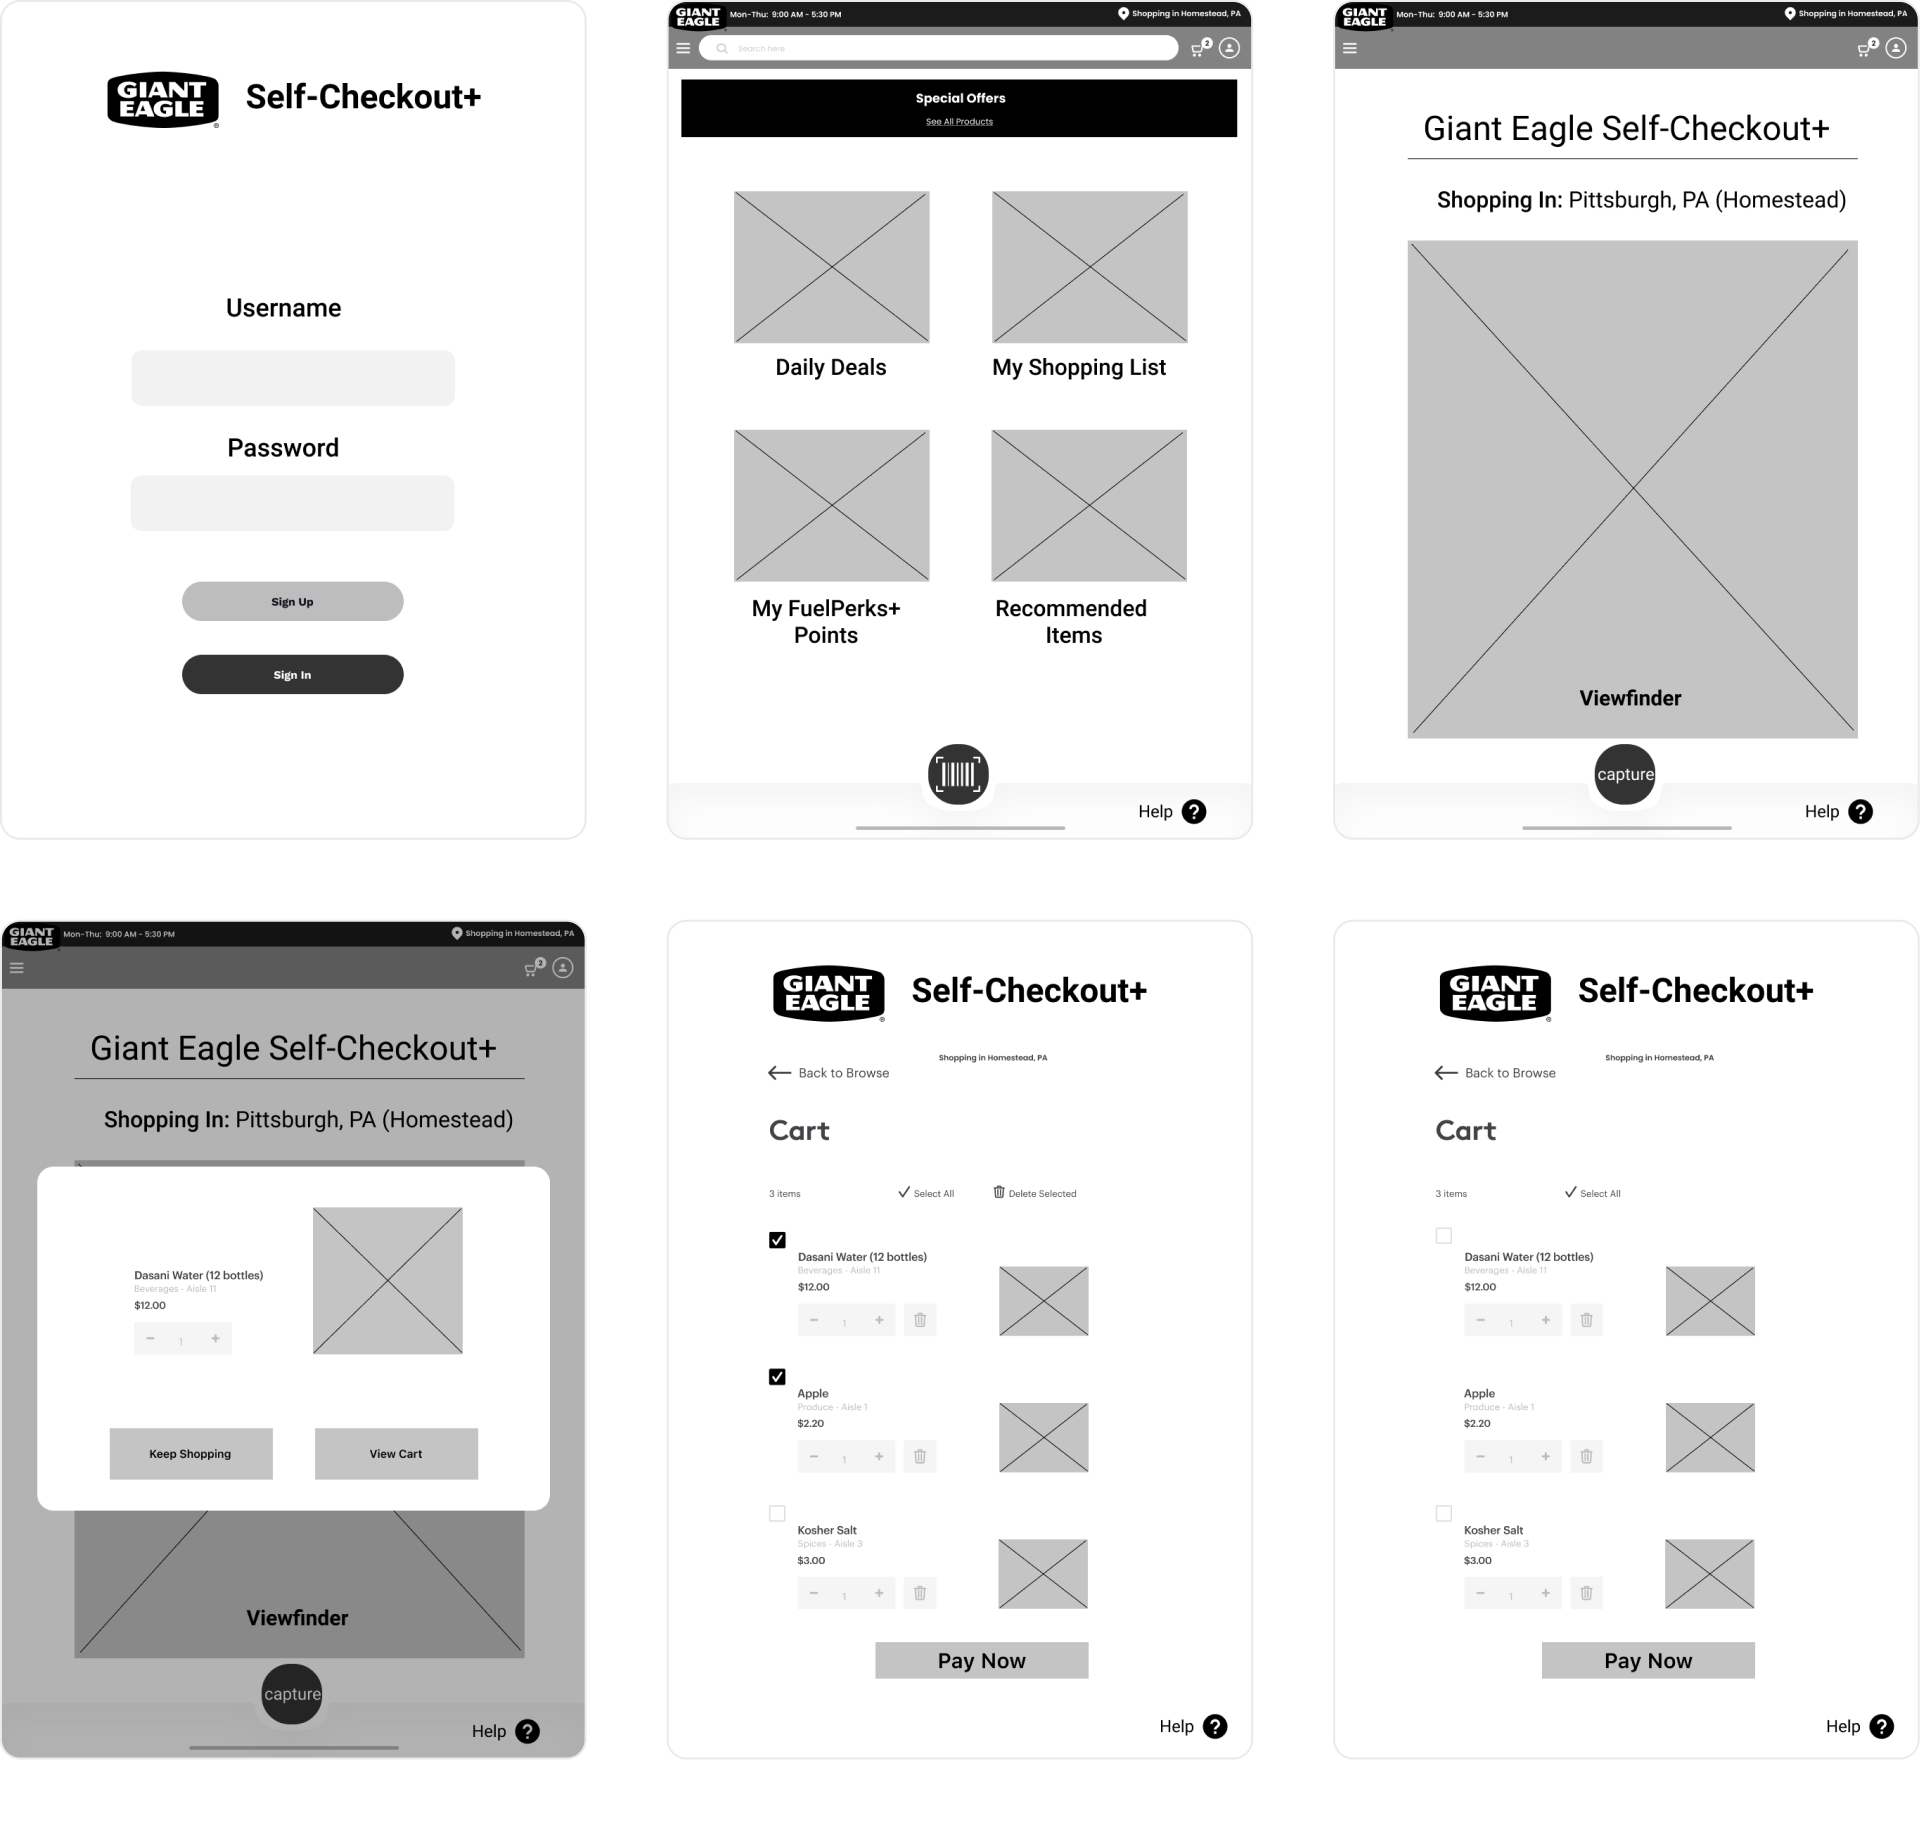 GIANT
EAGLE
®
Self-Checkout+
Username
Password
Sign Up
Sign In
GIANT
EAGLE
Mon-Thu: 9:00 AM - 5:30 PM
Shopping in Homestead, PA
Search here
2
Special Offers
See All Products
Daily Deals
My Shopping List
My FuelPerks+
Points
Recommended
Items
Help ?
GIANT
EAGLE
Mon-Thu: 9:00 AM - 5:30 PM
Shopping in Homestead, PA
2
Giant Eagle Self-Checkout+
Shopping In: Pittsburgh, PA (Homestead)
Viewfinder
capture
Help ?
GIANT
EAGLE
Mon-Thu: 9:00 AM - 5:30 PM
Shopping in Homestead, PA
2
Giant Eagle Self-Checkout+
Shopping In: Pittsburgh, PA (Homestead)
Dasani Water (12 bottles)
Beverages - Aisle 11
$12.00
− 1 +
Keep Shopping
View Cart
Viewfinder
capture
Help ?
GIANT
EAGLE
®
Self-Checkout+
Shopping in Homestead, PA
Back to Browse
Cart
3 items
Select All
Delete Selected
Dasani Water (12 bottles)
Beverages - Aisle 11
$12.00
− 1 +
Apple
Produce - Aisle 1
$2.20
− 1 +
Kosher Salt
Spices - Aisle 3
$3.00
− 1 +
Pay Now
Help ?
GIANT
EAGLE
®
Self-Checkout+
Shopping in Homestead, PA
Back to Browse
Cart
3 items
Select All
Dasani Water (12 bottles)
Beverages - Aisle 11
$12.00
− 1 +
Apple
Produce - Aisle 1
$2.20
− 1 +
Kosher Salt
Spices - Aisle 3
$3.00
− 1 +
Pay Now
Help ?